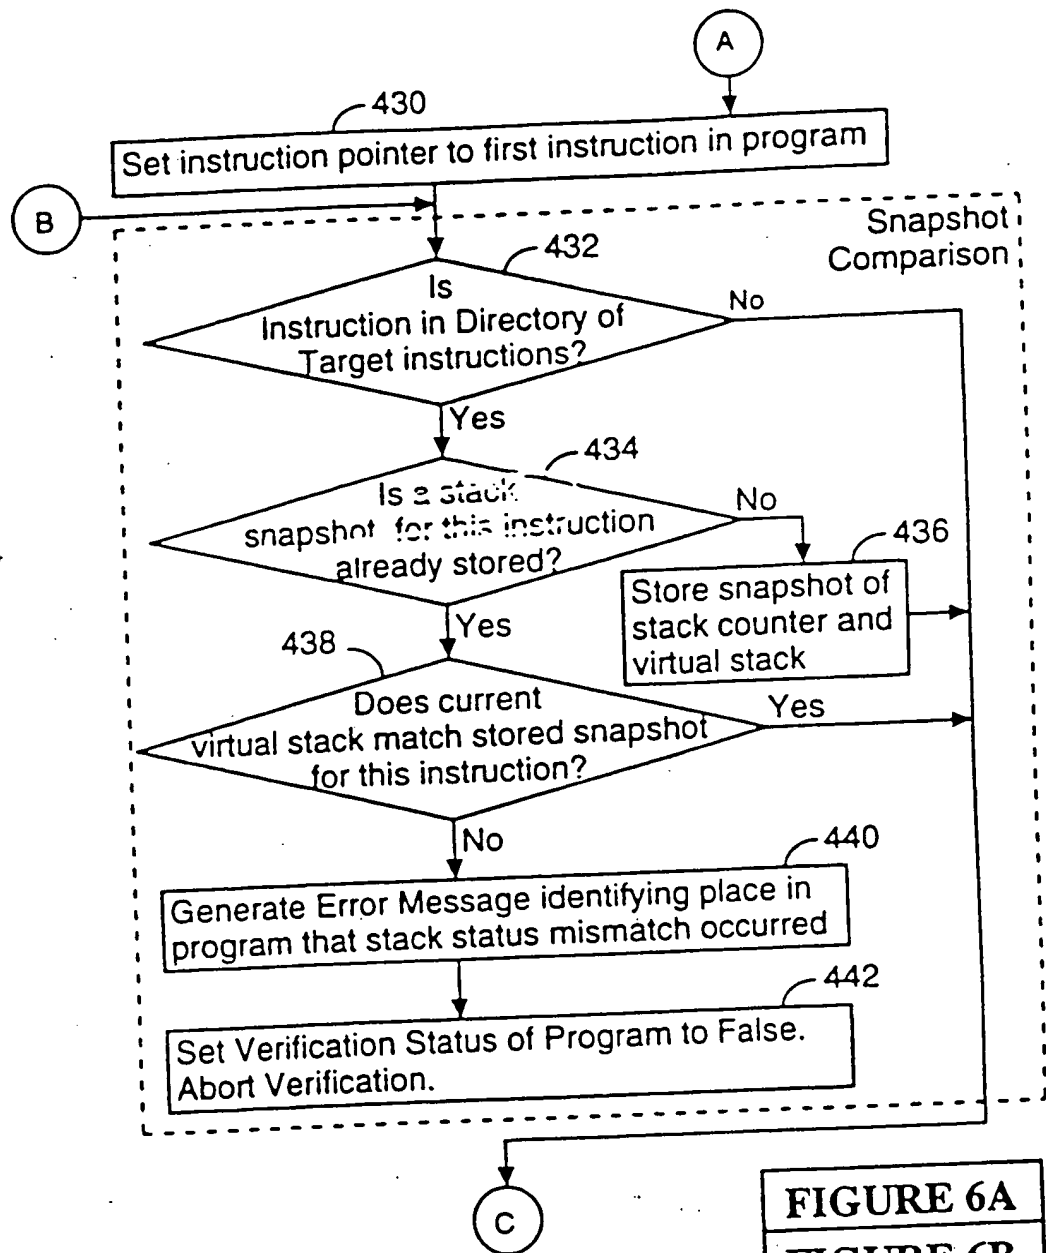 A
430
Set instruction pointer to first instruction in program
B
Snapshot
Comparison
432
Is
Instruction in Directory of
Target instructions?
No
Yes
434
Is a stack
snapshot for this instruction
already stored?
No
436
Store snapshot of
stack counter and
virtual stack
Yes
438
Does current
virtual stack match stored snapshot
for this instruction?
Yes
No
440
Generate Error Message identifying place in
program that stack status mismatch occurred
442
Set Verification Status of Program to False.
Abort Verification.
C
FIGURE 6A
FIGURE 6B